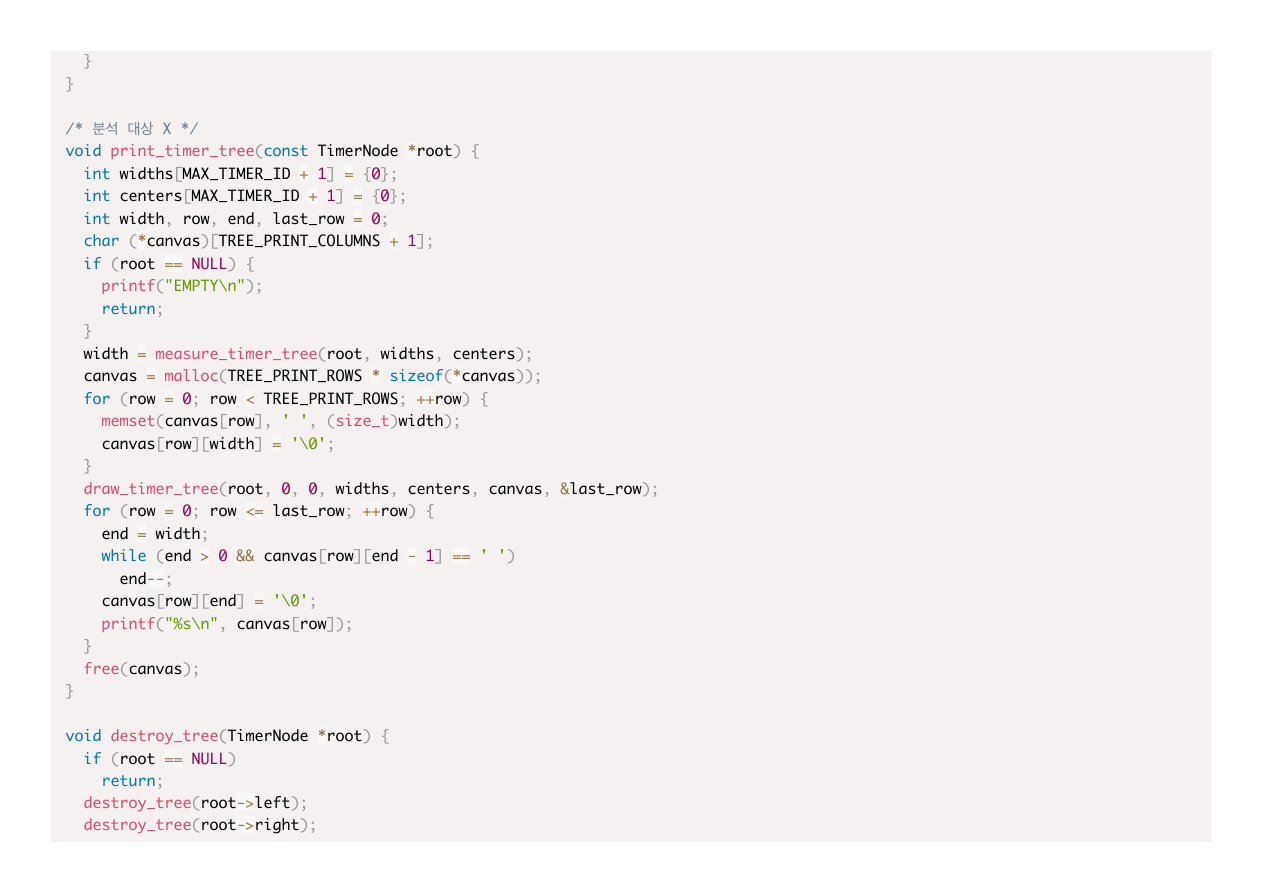 }
}

/* 분석 대상 X */
void print_timer_tree(const TimerNode *root) {
  int widths[MAX_TIMER_ID + 1] = {0};
  int centers[MAX_TIMER_ID + 1] = {0};
  int width, row, end, last_row = 0;
  char (*canvas)[TREE_PRINT_COLUMNS + 1];
  if (root == NULL) {
    printf("EMPTY\n");
    return;
  }
  width = measure_timer_tree(root, widths, centers);
  canvas = malloc(TREE_PRINT_ROWS * sizeof(*canvas));
  for (row = 0; row < TREE_PRINT_ROWS; ++row) {
    memset(canvas[row], ' ', (size_t)width);
    canvas[row][width] = '\0';
  }
  draw_timer_tree(root, 0, 0, widths, centers, canvas, &last_row);
  for (row = 0; row <= last_row; ++row) {
    end = width;
    while (end > 0 && canvas[row][end - 1] == ' ')
      end--;
    canvas[row][end] = '\0';
    printf("%s\n", canvas[row]);
  }
  free(canvas);
}

void destroy_tree(TimerNode *root) {
  if (root == NULL)
    return;
  destroy_tree(root->left);
  destroy_tree(root->right);